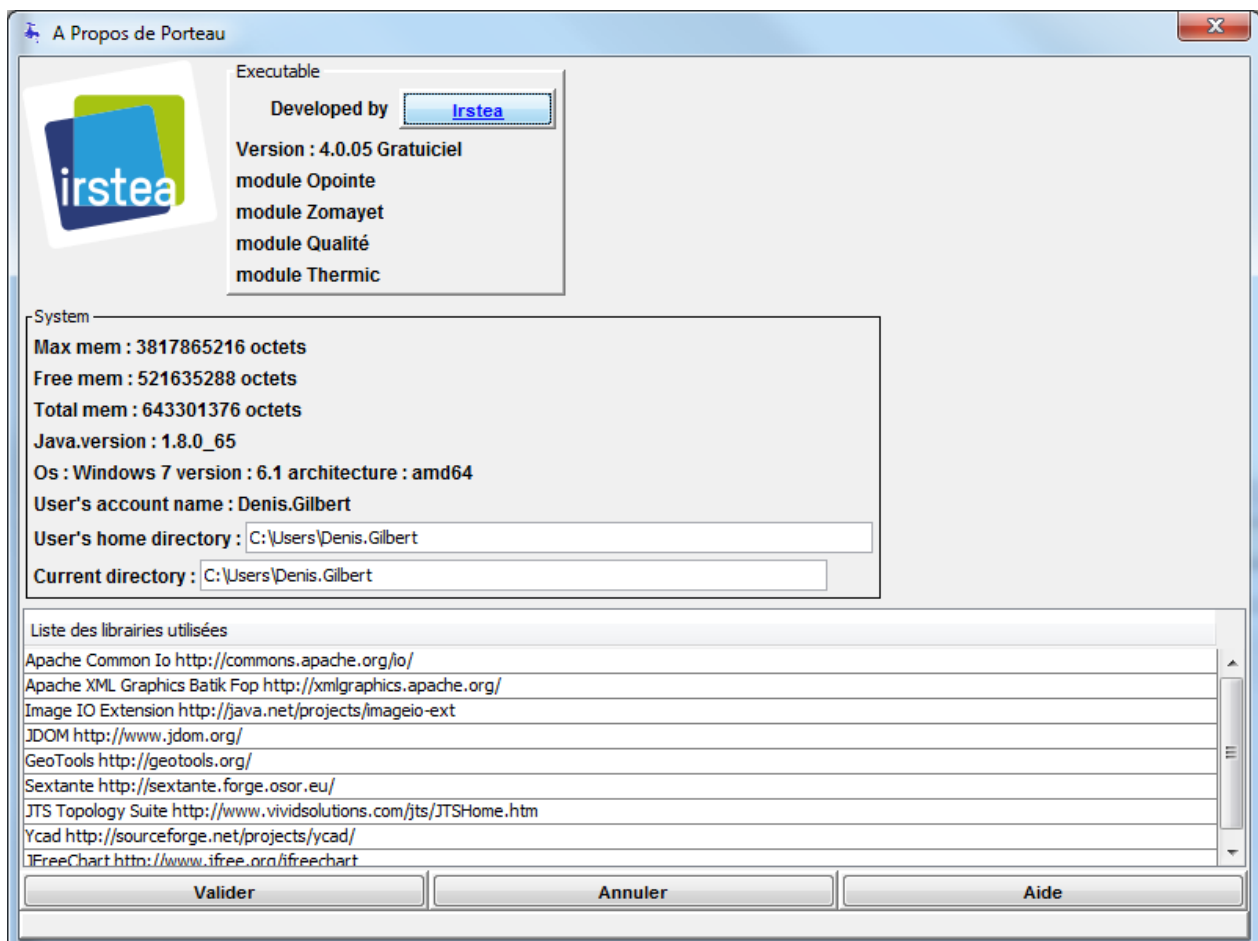 A Propos de Porteau
irstea
Executable
Developed by Irstea
Version : 4.0.05 Gratuiciel
module Opointe
module Zomayet
module Qualité
module Thermic
System
Max mem : 3817865216 octets
Free mem : 521635288 octets
Total mem : 643301376 octets
Java.version : 1.8.0_65
Os : Windows 7 version : 6.1 architecture : amd64
User's account name : Denis.Gilbert
User's home directory : C:\Users\Denis.Gilbert
Current directory : C:\Users\Denis.Gilbert
Liste des librairies utilisées
Apache Common Io http://commons.apache.org/io/
Apache XML Graphics Batik Fop http://xmlgraphics.apache.org/
Image IO Extension http://java.net/projects/imageio-ext
JDOM http://www.jdom.org/
GeoTools http://geotools.org/
Sextante http://sextante.forge.osor.eu/
JTS Topology Suite http://www.vividsolutions.com/jts/JTSHome.htm
Ycad http://sourceforge.net/projects/ycad/
JFreeChart http://www.jfree.org/jfreechart
Valider Annuler Aide